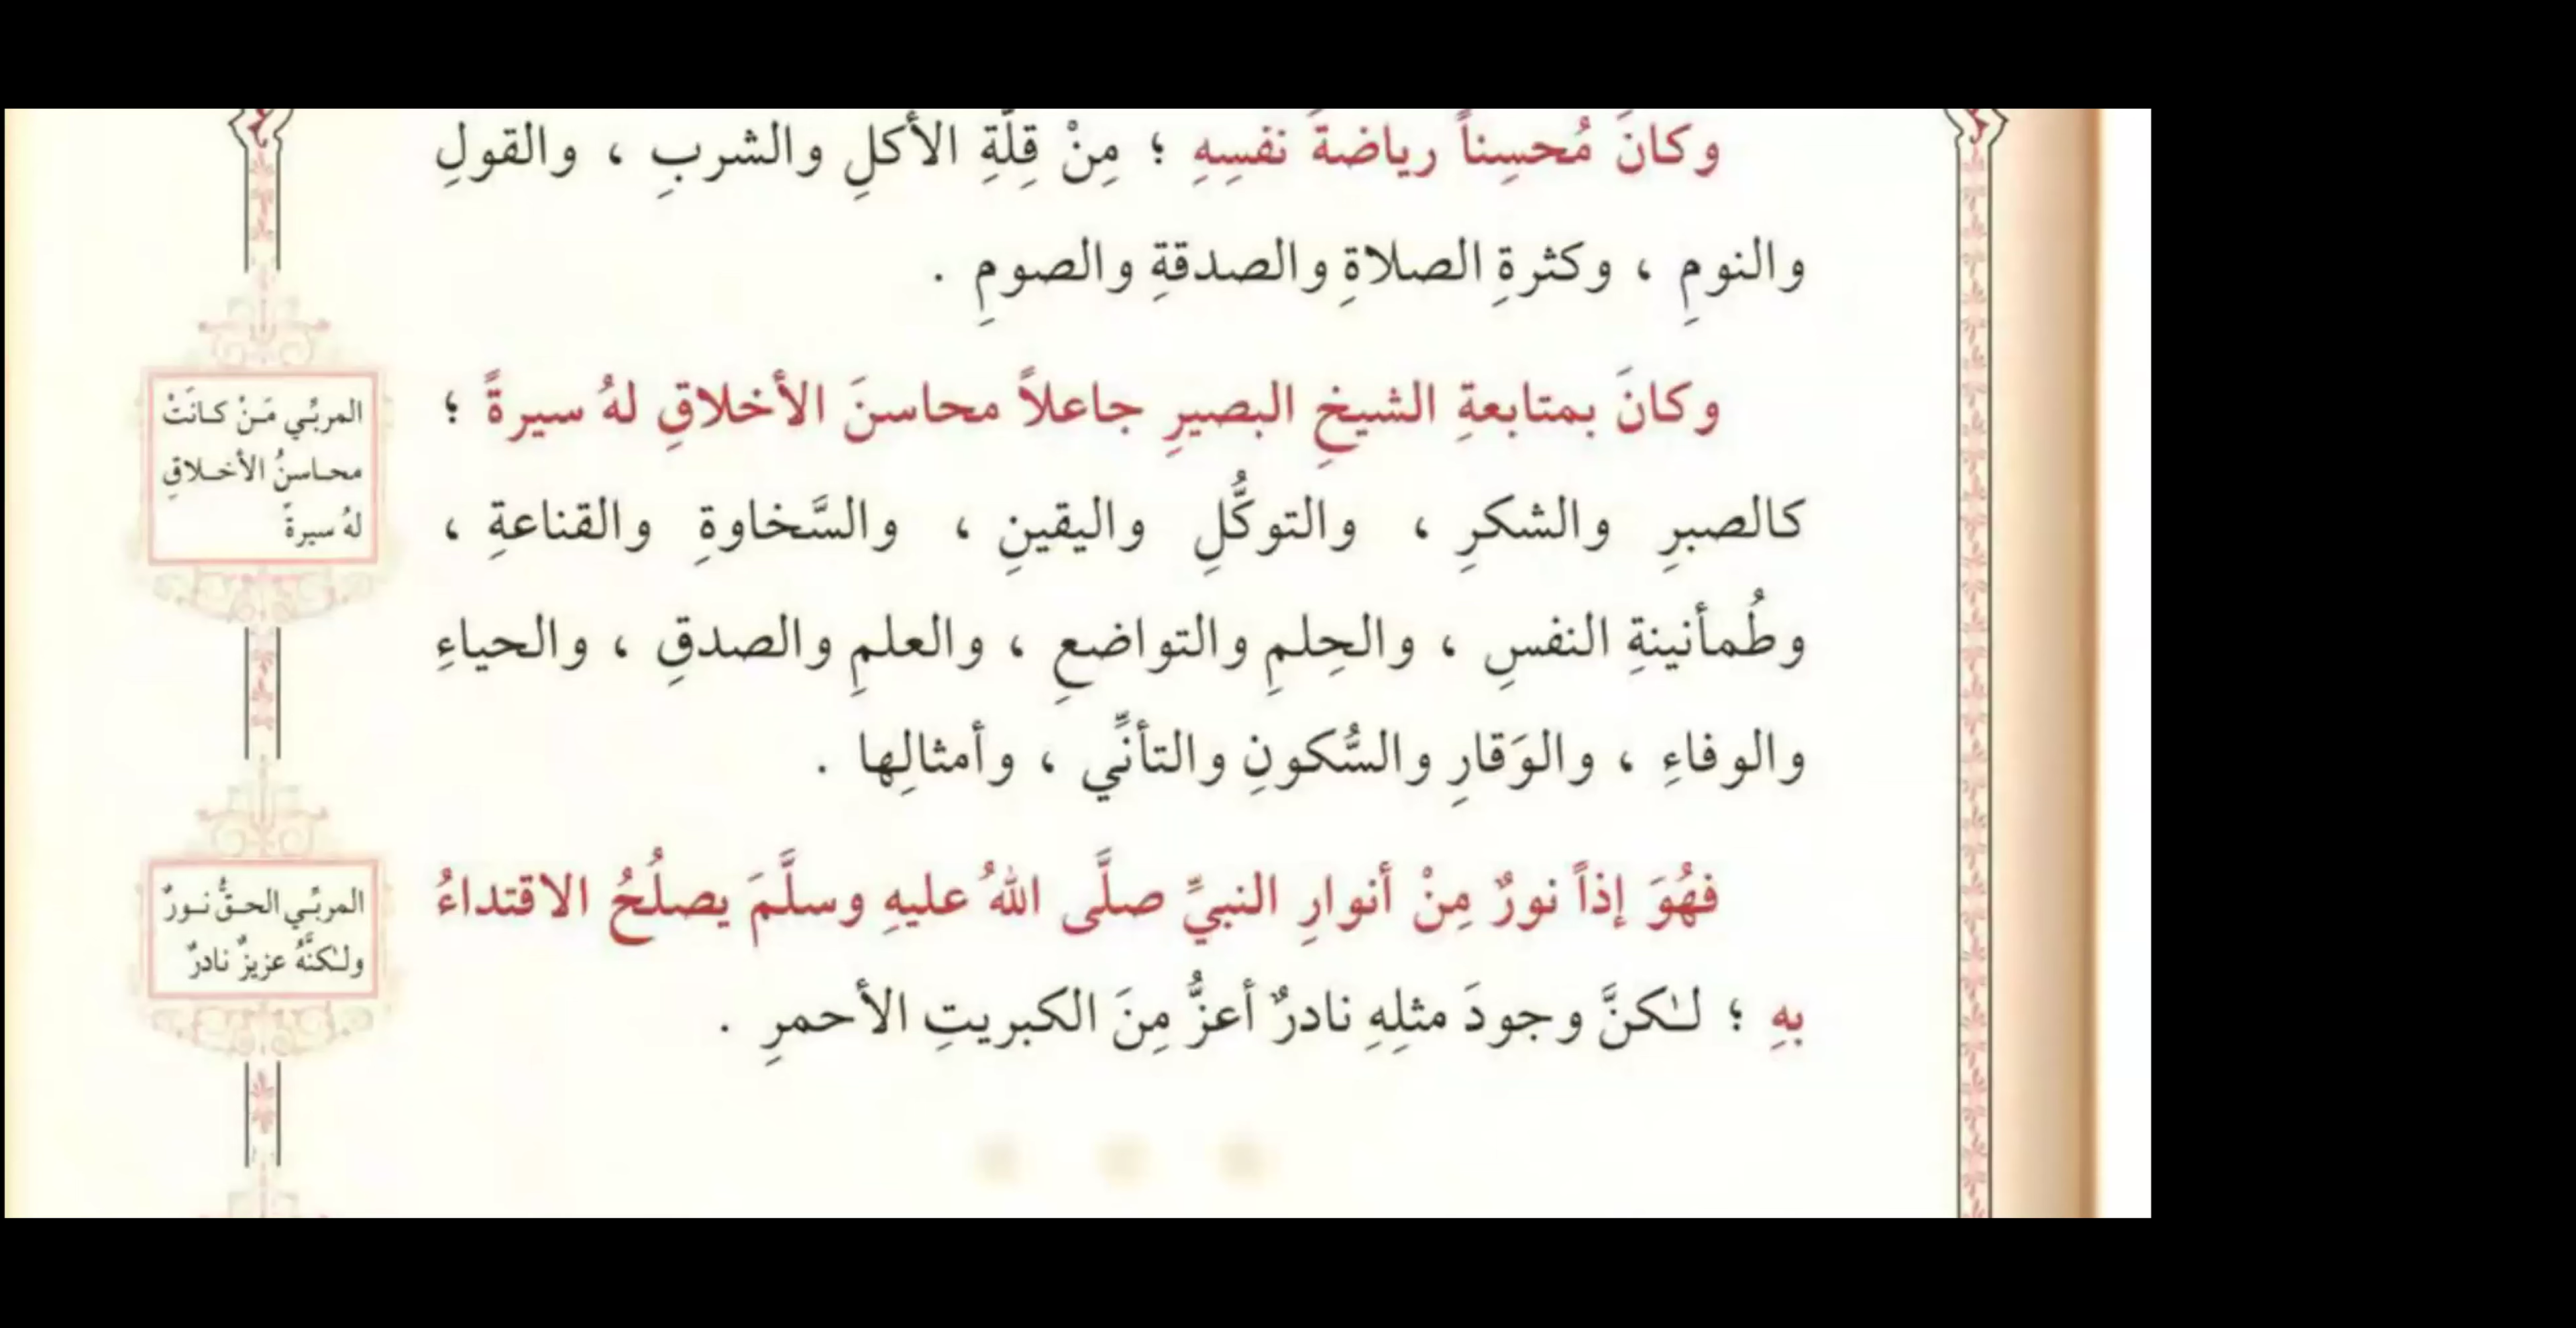 وكانَ مُحسِناً رياضةَ نفسِهِ ؛ مِنْ قِلَّةِ الأكلِ والشربِ ، والقولِ
والنومِ ، وكثرةِ الصلاةِ والصدقةِ والصومِ .
وكانَ بمتابعةِ الشيخِ البصيرِ جاعلاً محاسنَ الأخلاقِ لهُ سيرةً ؛
كالصبرِ والشكرِ ، والتوكُّلِ واليقينِ ، والسَّخاوةِ والقناعةِ ،
وطُمأنينةِ النفسِ ، والحِلمِ والتواضعِ ، والعلمِ والصدقِ ، والحياءِ
والوفاءِ ، والوَقارِ والسُّكونِ والتأنِّي ، وأمثالِها .
فهُوَ إذاً نورٌ مِنْ أنوارِ النبيِّ صلَّى اللهُ عليهِ وسلَّمَ يصلُحُ الاقتداءُ
بهِ ؛ لـٰكنَّ وجودَ مثلِهِ نادرٌ أعزُّ مِنَ الكبريتِ الأحمرِ .
المربِّي مَنْ كانَتْ
محاسنُ الأخلاقِ
لهُ سيرةً
المربِّي الحقُّ نورٌ
ولـٰكنَّهُ عزيزٌ نادرٌ